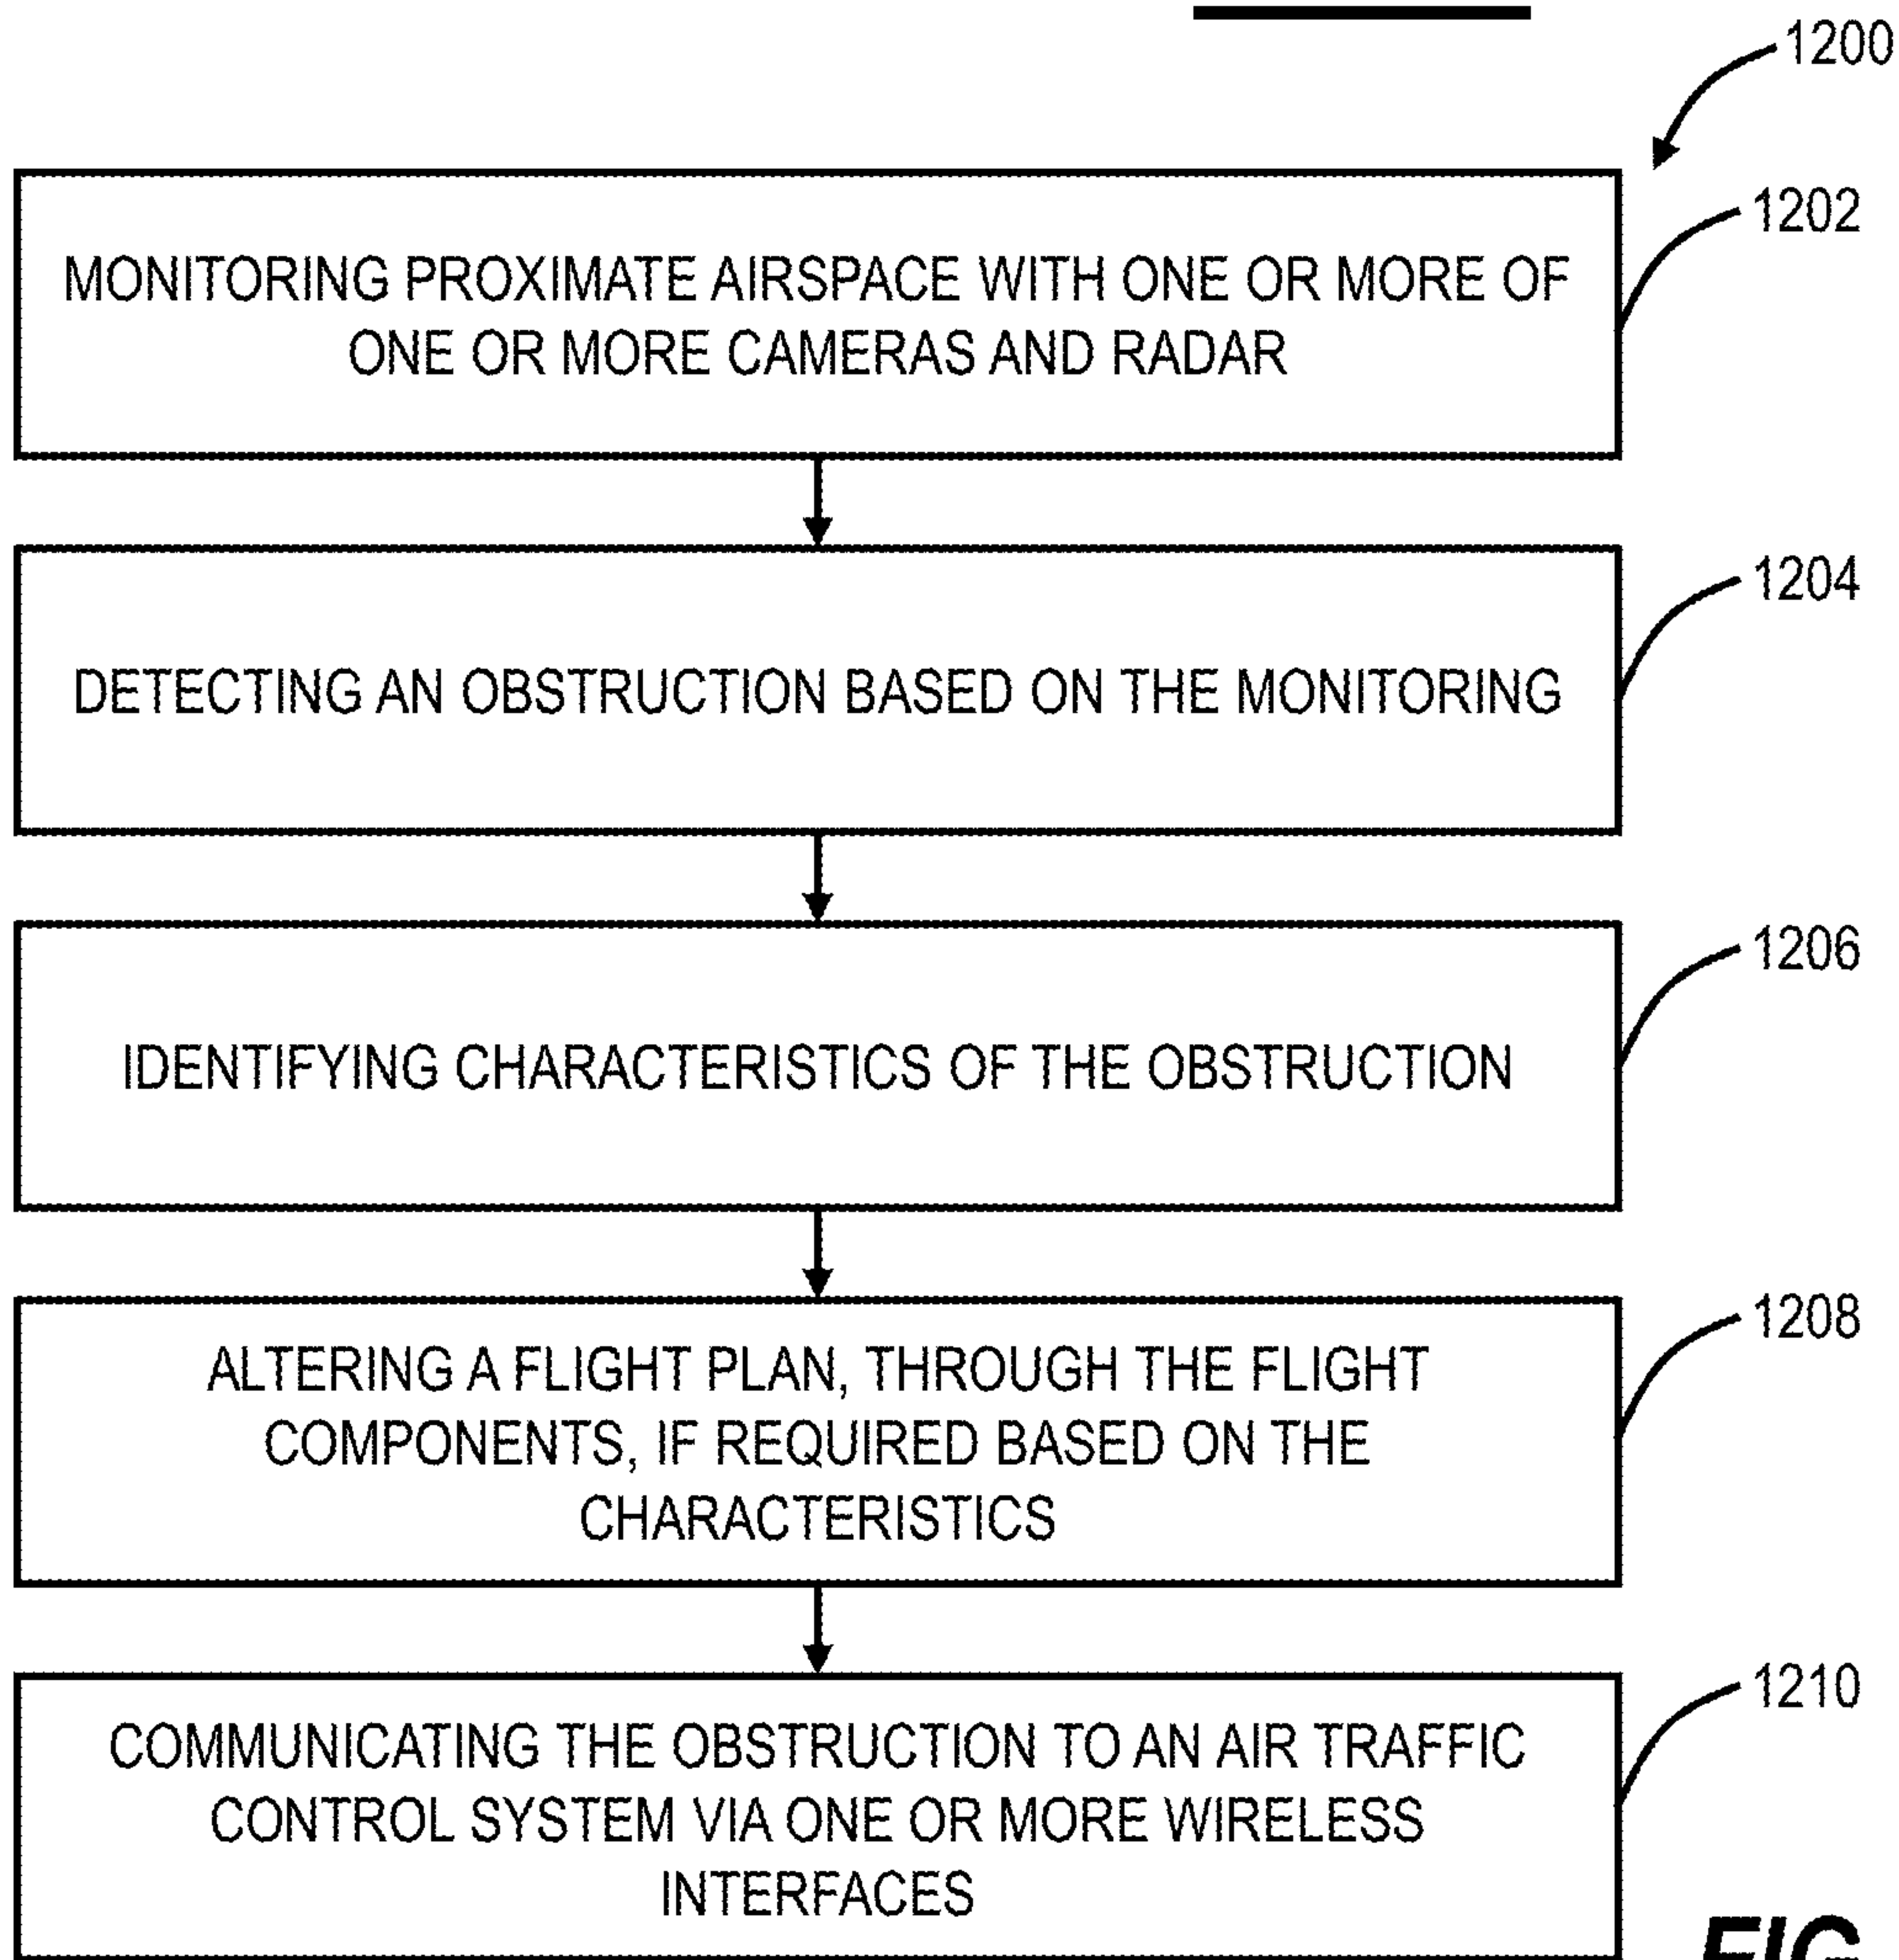 1200
1202
MONITORING PROXIMATE AIRSPACE WITH ONE OR MORE OF
ONE OR MORE CAMERAS AND RADAR
1204
DETECTING AN OBSTRUCTION BASED ON THE MONITORING
1206
IDENTIFYING CHARACTERISTICS OF THE OBSTRUCTION
1208
ALTERING A FLIGHT PLAN, THROUGH THE FLIGHT
COMPONENTS, IF REQUIRED BASED ON THE
CHARACTERISTICS
1210
COMMUNICATING THE OBSTRUCTION TO AN AIR TRAFFIC
CONTROL SYSTEM VIA ONE OR MORE WIRELESS
INTERFACES
FIG